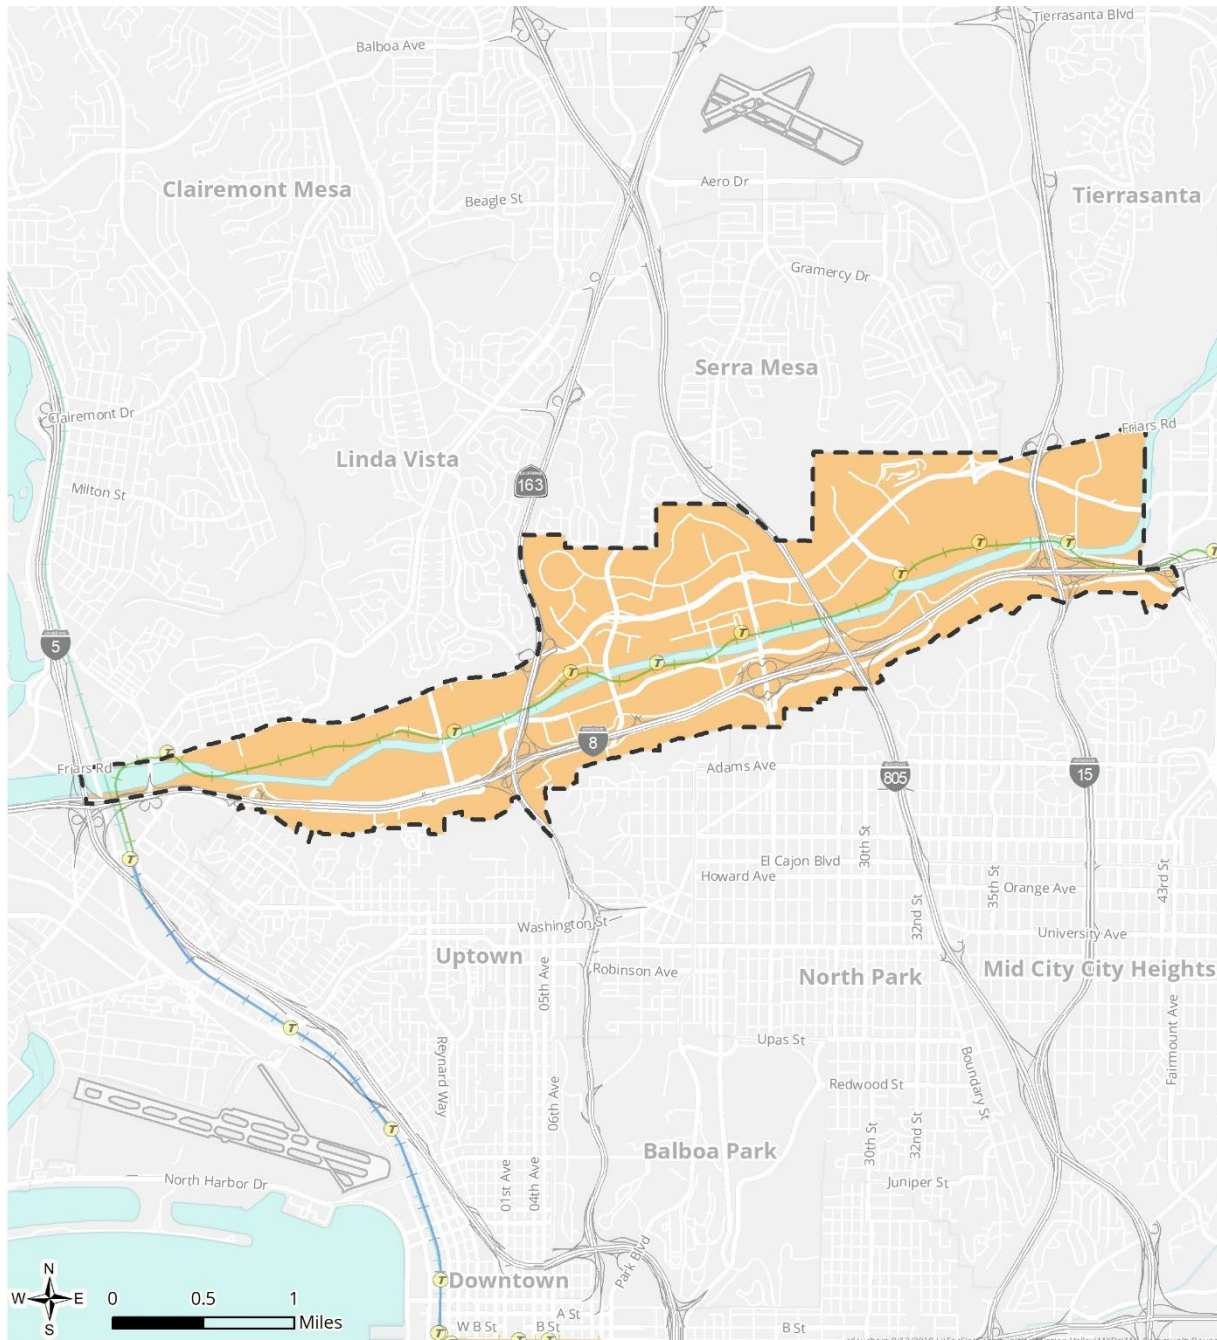 Tierrasanta Blvd
Balboa Ave
Clairemont Mesa
Aero Dr
Tierrasanta
Beagle St
Gramercy Dr
Serra Mesa
Clairemont Dr
Friars Rd
Linda Vista
CALIFORNIA
163
Milton St
T
T
T
T
T
INTERSTATE
5
T
T
T
INTERSTATE
8
T
Friars Rd
Adams Ave
INTERSTATE
805
INTERSTATE
15
T
El Cajon Blvd
30th St
Howard Ave
35th St
Orange Ave
43rd St
32nd St
Washington St
University Ave
Uptown
05th Ave
Robinson Ave
North Park
Mid City City Heights
T
Upas St
Fairmount Ave
Reynard Way
Boundary St
Redwood St
06th Ave
T
30th St
32nd St
Balboa Park
North Harbor Dr
01st Ave
04th Ave
Juniper St
Park Blvd
N
W
E
S
0
0.5
1
Miles
T
Downtown
A St
W B St
B St
B St
T
T
T